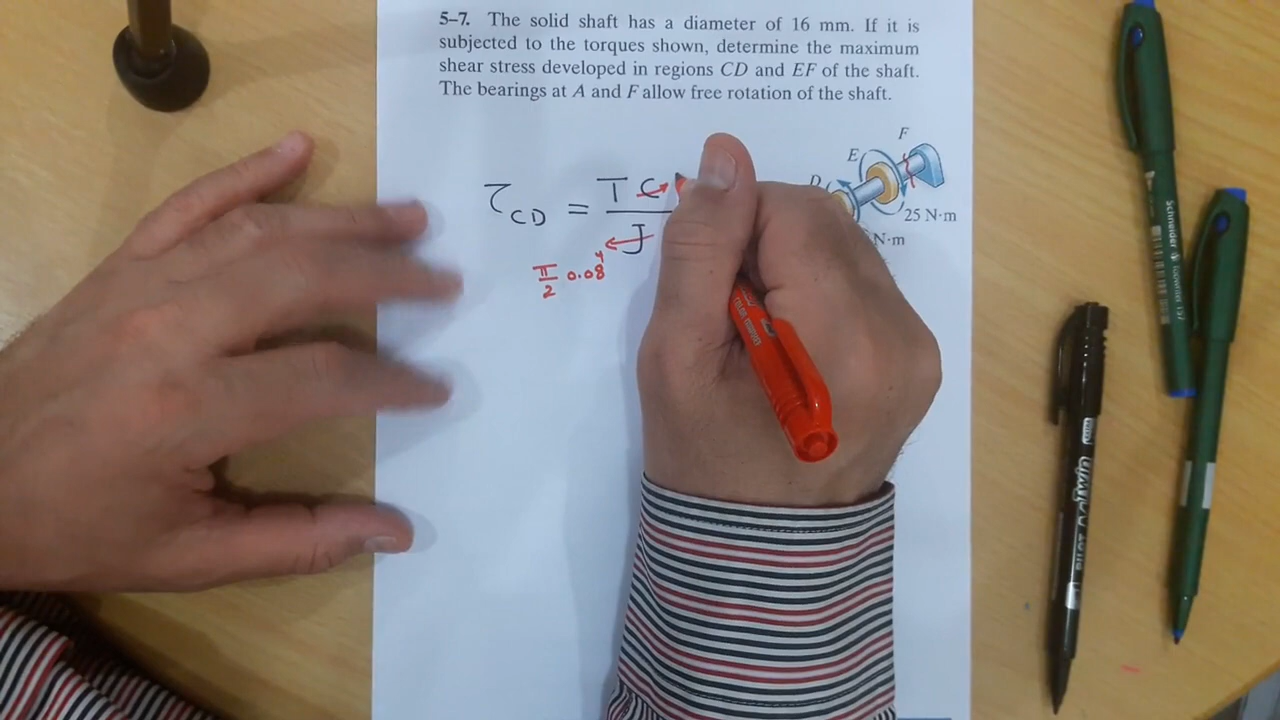 5–7. The solid shaft has a diameter of 16 mm. If it is
subjected to the torques shown, determine the maximum
shear stress developed in regions CD and EF of the shaft.
The bearings at A and F allow free rotation of the shaft.
F
E
D
25 N·m
N·m
τCD = T C
J
π/2 0.08⁴
Schneider